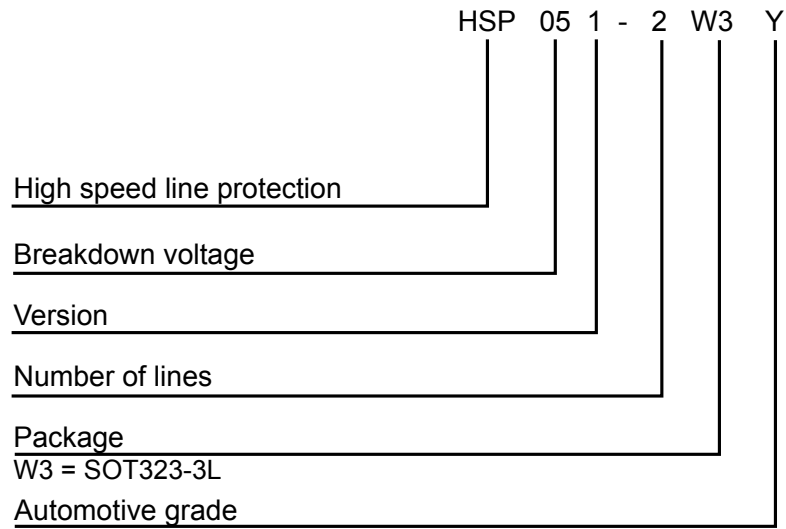 HSP 05 1 - 2 W3 Y
High speed line protection
Breakdown voltage
Version
Number of lines
Package
W3 = SOT323-3L
Automotive grade